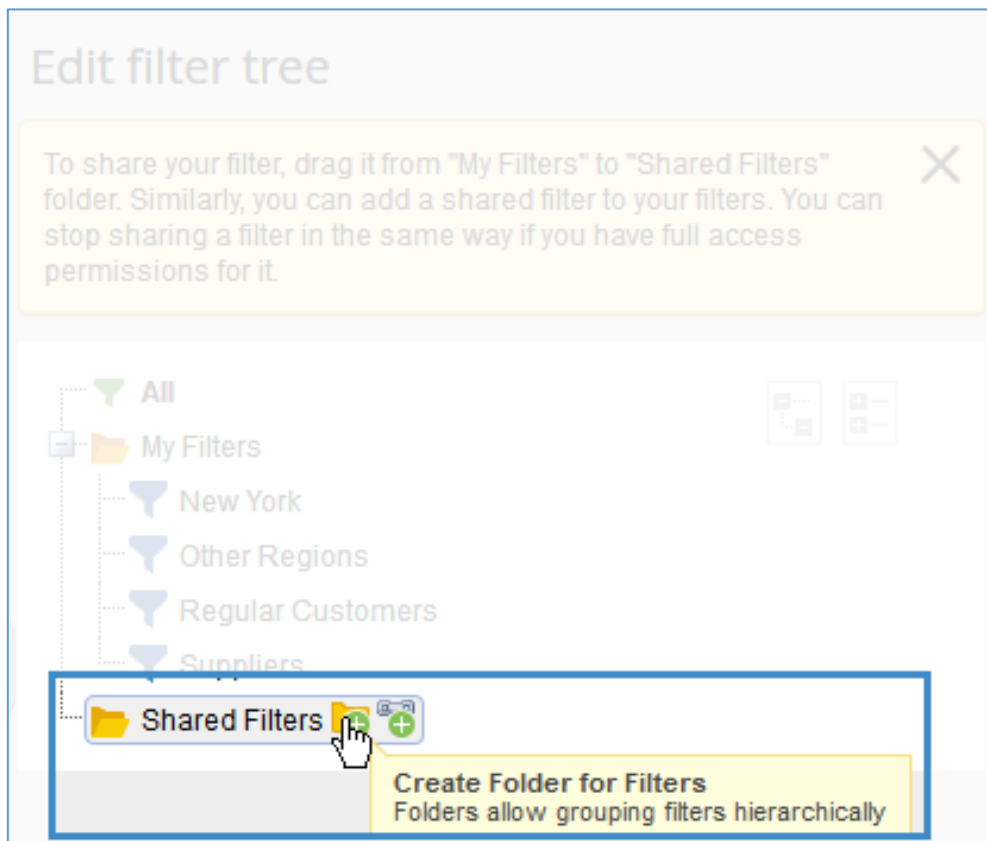 Edit filter tree
To share your filter, drag it from "My Filters" to "Shared Filters"
folder. Similarly, you can add a shared filter to your filters. You can
stop sharing a filter in the same way if you have full access
permissions for it.
All
My Filters
New York
Other Regions
Regular Customers
Suppliers
Shared Filters
Create Folder for Filters
Folders allow grouping filters hierarchically